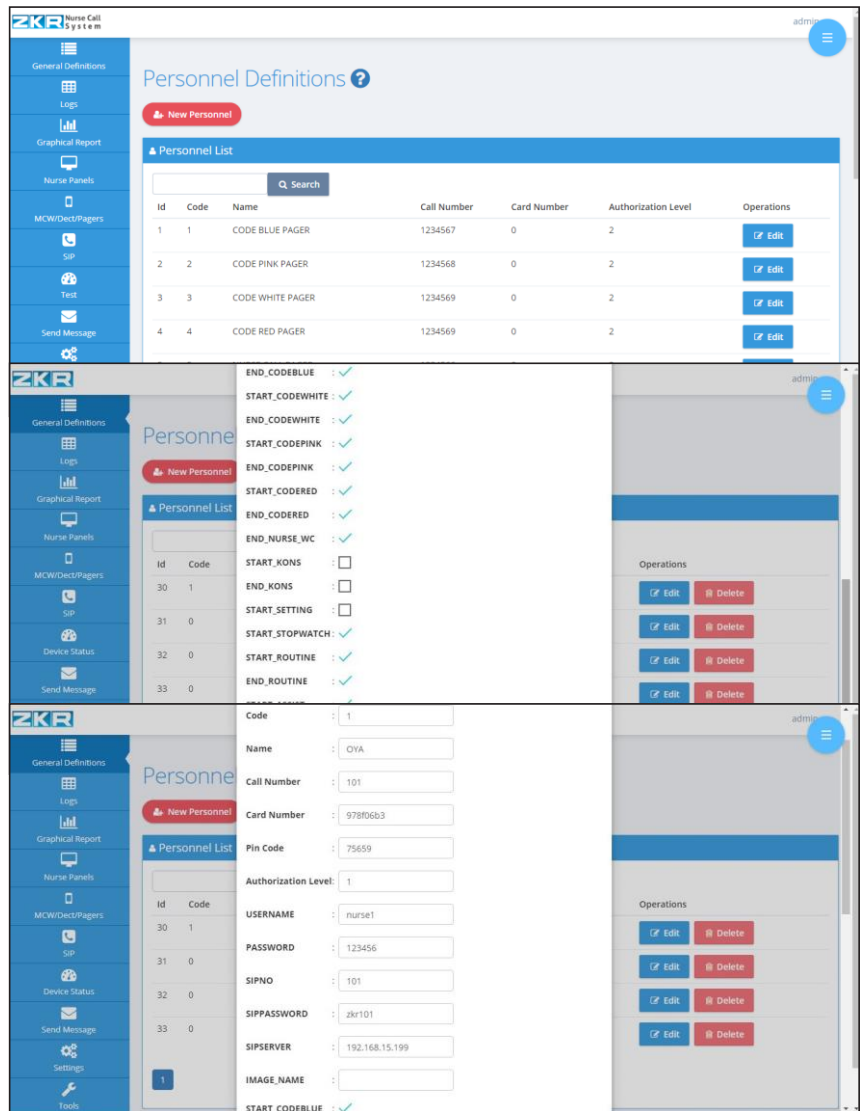 ZKR Nurse Call System
admin
General Definitions
Personnel Definitions ?
Logs
New Personnel
Graphical Report
Personnel List
Nurse Panels
Search
MCW/Dect/Pagers
Id Code Name Call Number Card Number Authorization Level Operations
1 1 CODE BLUE PAGER 1234567 0 2 Edit
SIP
2 2 CODE PINK PAGER 1234568 0 2 Edit
Test
3 3 CODE WHITE PAGER 1234569 0 2 Edit
Send Message
4 4 CODE RED PAGER 1234569 0 2 Edit
ZKR
admin
END_CODEBLUE :
START_CODEWHITE :
General Definitions
END_CODEWHITE :
Personne
START_CODEPINK :
Logs
END_CODEPINK :
New Personnel
START_CODERED :
Graphical Report
Personnel List
END_CODERED :
Nurse Panels
END_NURSE_WC :
Id Code
START_KONS :
Operations
MCW/Dect/Pagers
30 1
END_KONS :
Edit Delete
SIP
START_SETTING :
31 0
Edit Delete
START_STOPWATCH :
Device Status
32 0
START_ROUTINE :
Edit Delete
END_ROUTINE :
Send Message
33 0
Edit Delete
ZKR
admin
Code : 1
General Definitions
Name : OYA
Personne
Call Number : 101
Logs
New Personnel
Card Number : 978f06b3
Graphical Report
Personnel List
Pin Code : 75659
Nurse Panels
Authorization Level: 1
Id Code
Operations
MCW/Dect/Pagers
USERNAME : nurse1
30 1
Edit Delete
SIP
PASSWORD : 123456
31 0
Edit Delete
Device Status
SIPNO : 101
32 0
Edit Delete
Send Message
SIPPASSWORD : zkr101
33 0
Edit Delete
SIPSERVER : 192.168.15.199
Settings
1
IMAGE_NAME :
Tools
START_CODEBLUE :